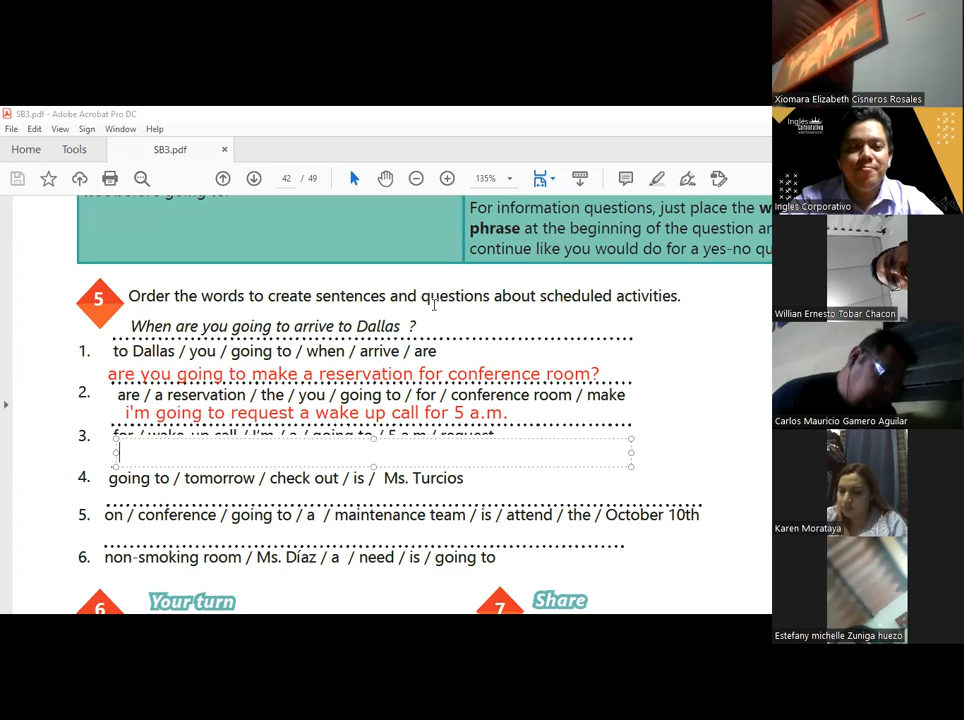 SB3.pdf - Adobe Acrobat Pro DC
File Edit View Sign Window Help
Home Tools SB3.pdf ×
42 / 49 135%
For information questions, just place the
phrase at the beginning of the question
continue like you would do for a yes-no
5 Order the words to create sentences and questions about scheduled activities.
When are you going to arrive to Dallas ?
1. to Dallas / you / going to / when / arrive / are
are you going to make a reservation for conference room?
2. are / a reservation / the / you / going to / for / conference room / make
i'm going to request a wake up call for 5 a.m.
3. for / wake-up call / I'm / a / going to / 5 a.m / request
4. going to / tomorrow / check out / is / Ms. Turcios
5. on / conference / going to / a / maintenance team / is / attend / the / October 10th
6. non-smoking room / Ms. Díaz / a / need / is / going to
6 Your turn
7 Share
Xiomara Elizabeth Cisneros Rosales
Inglés Corporativo
Inglés Corporativo
Willian Ernesto Tobar Chacon
Carlos Mauricio Gamero Aguilar
Karen Morataya
Estefany michelle Zuniga huezo